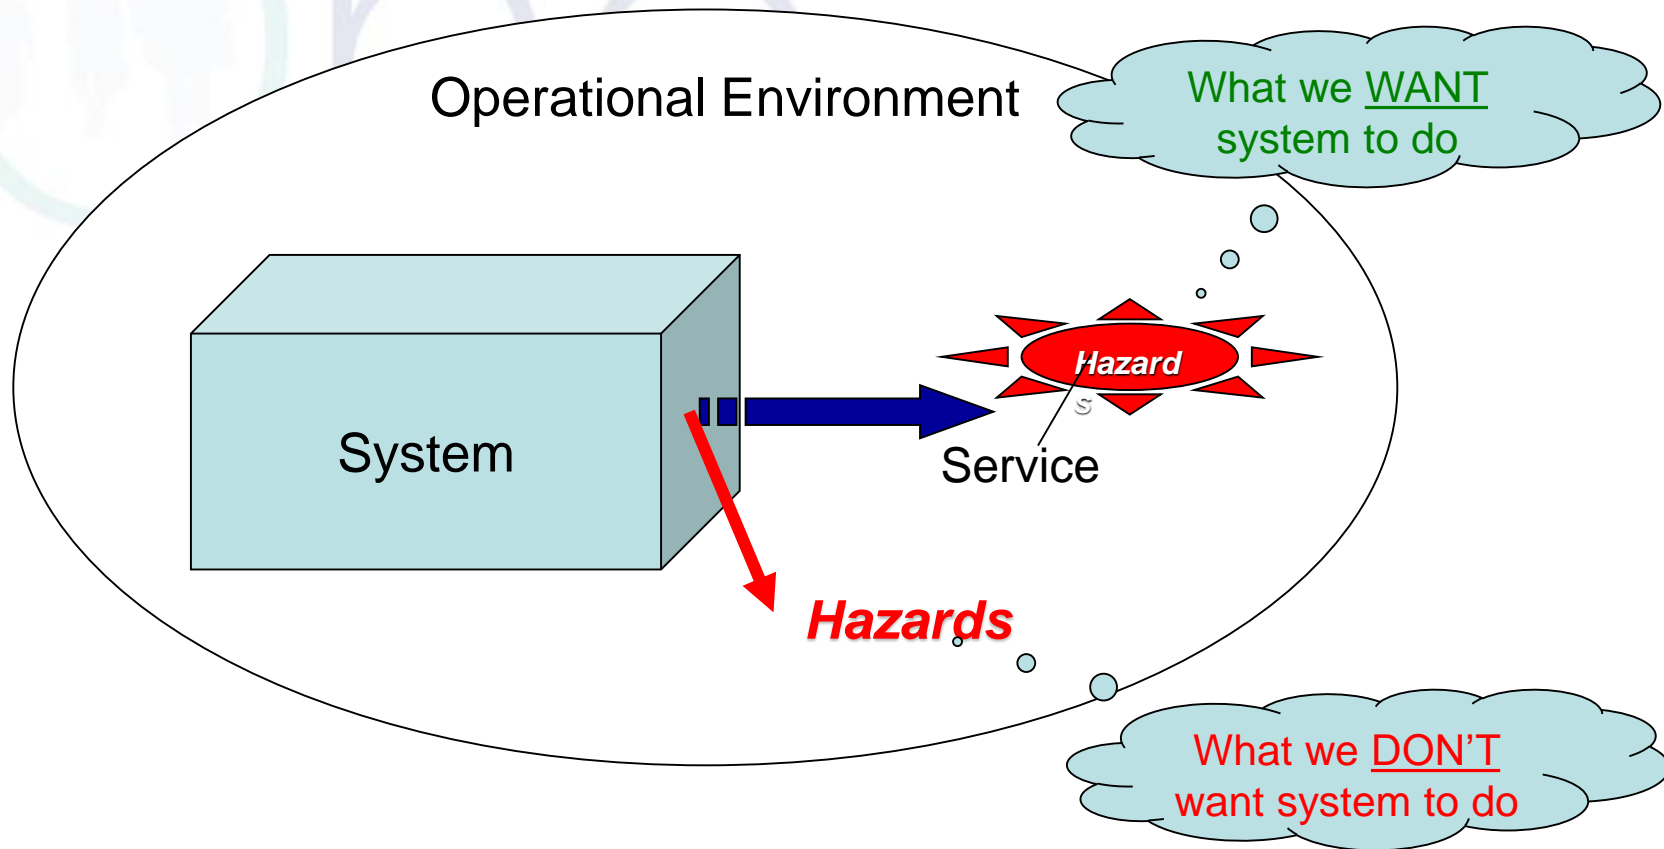 Operational Environment
What we WANT
system to do
Hazard
s
Service
System
Hazards
What we DON'T
want system to do